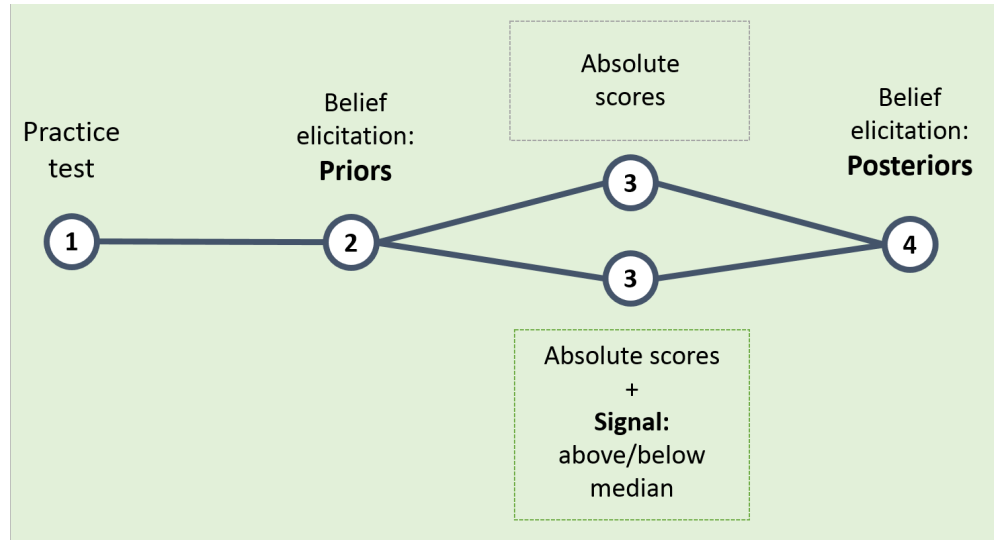 Practice
test
1
Belief
elicitation:
Priors
2
Absolute
scores
3
3
Absolute scores
+
Signal:
above/below
median
Belief
elicitation:
Posteriors
4